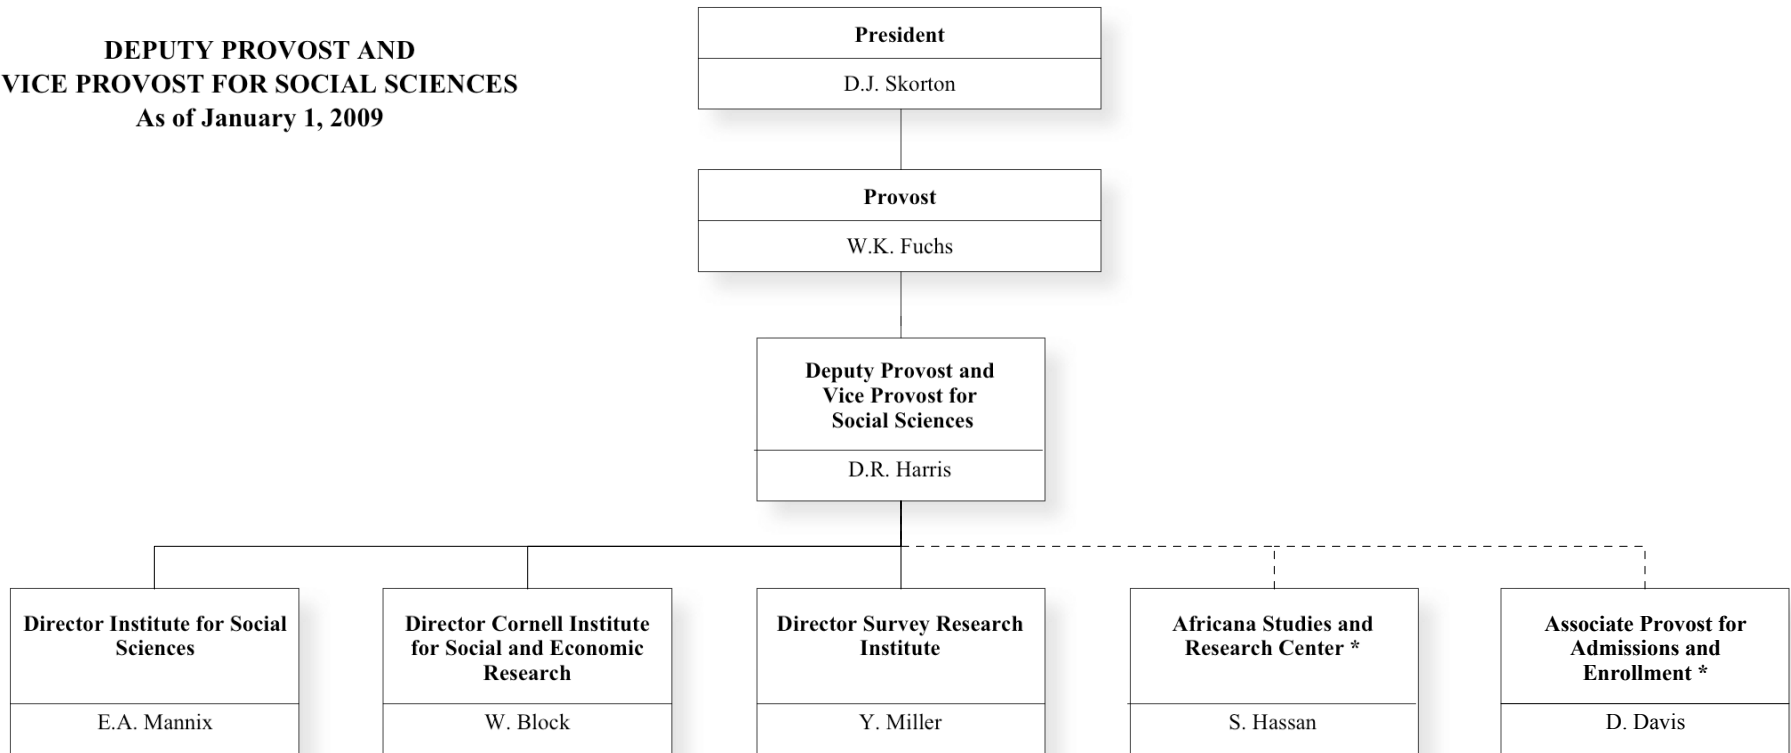 DEPUTY PROVOST AND
VICE PROVOST FOR SOCIAL SCIENCES
As of January 1, 2009
President
D.J. Skorton
Provost
W.K. Fuchs
Deputy Provost and
Vice Provost for
Social Sciences
D.R. Harris
Director Institute for Social
Sciences
E.A. Mannix
Director Cornell Institute
for Social and Economic
Research
W. Block
Director Survey Research
Institute
Y. Miller
Africana Studies and
Research Center *
S. Hassan
Associate Provost for
Admissions and
Enrollment *
D. Davis